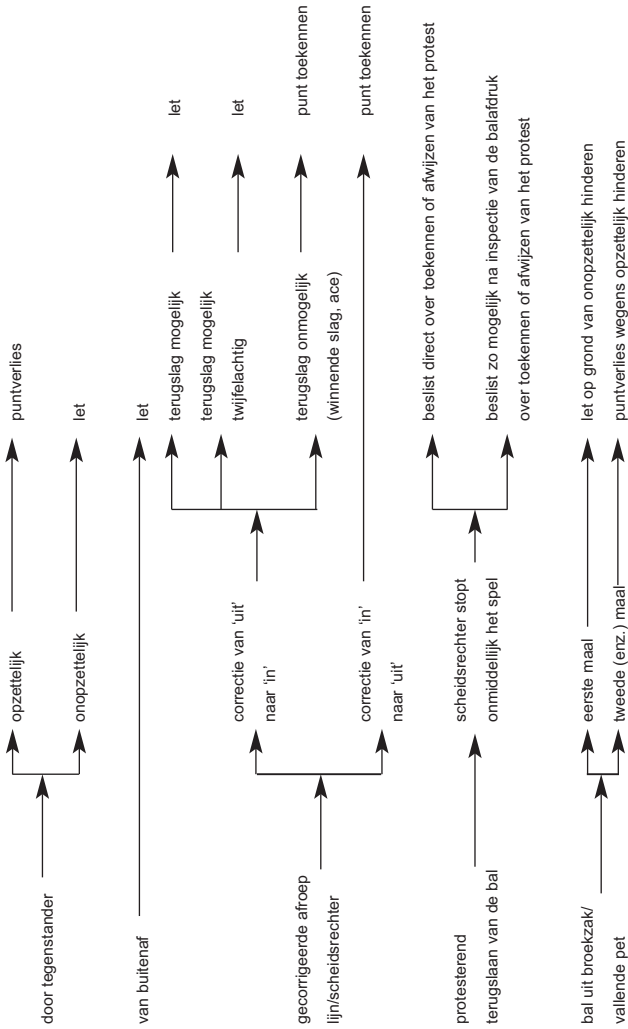 door tegenstander
opzettelijk
puntverlies
onopzettelijk
let
van buitenaf
let
gecorrigeerde afroep
lijn/scheidsrechter
correctie van ‘uit’
naar ‘in’
terugslag mogelijk
let
terugslag mogelijk
twijfelachtig
let
terugslag onmogelijk
(winnende slag, ace)
punt toekennen
correctie van ‘in’
naar ‘uit’
punt toekennen
protesterend
terugslaan van de bal
scheidsrechter stopt
onmiddellijk het spel
beslist direct over toekennen of afwijzen van het protest
beslist zo mogelijk na inspectie van de balafdruk
over toekennen of afwijzen van het protest
bal uit broekzak/
vallende pet
eerste maal
let op grond van onopzettelijk hinderen
tweede (enz.) maal
puntverlies wegens opzettelijk hinderen